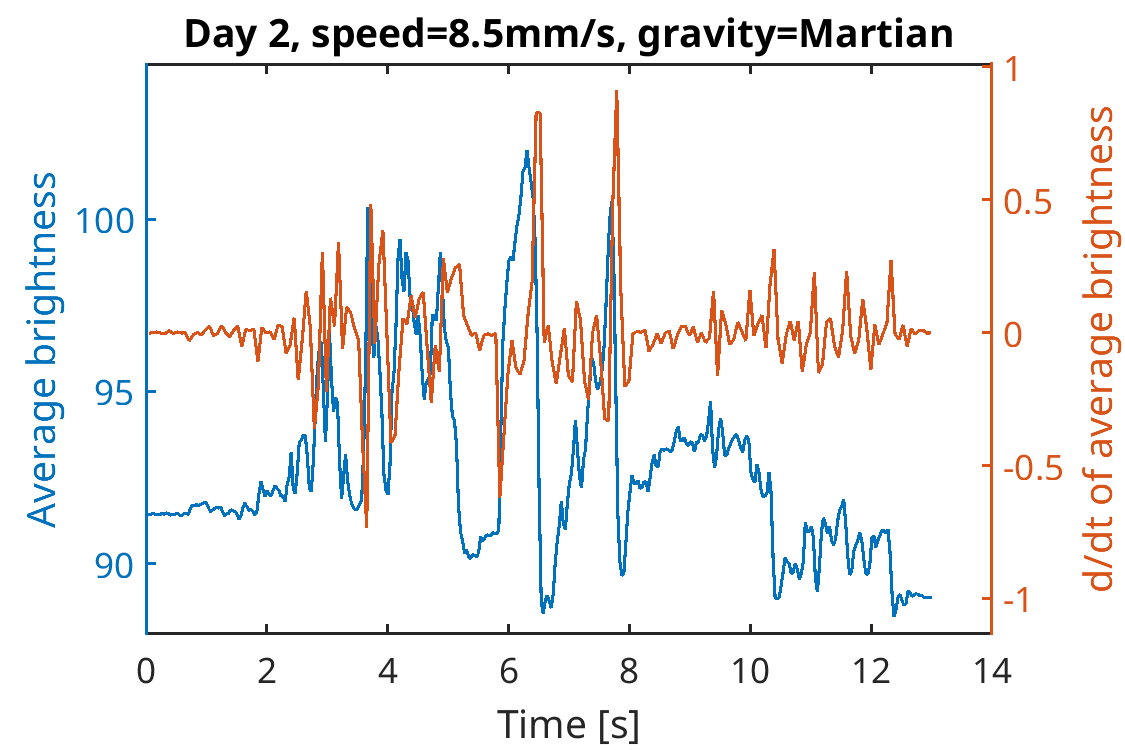 Day 2, speed=8.5mm/s, gravity=Martian
Average brightness
100
95
90
1
0.5
0
-0.5
-1
d/dt of average brightness
0 2 4 6 8 10 12 14
Time [s]